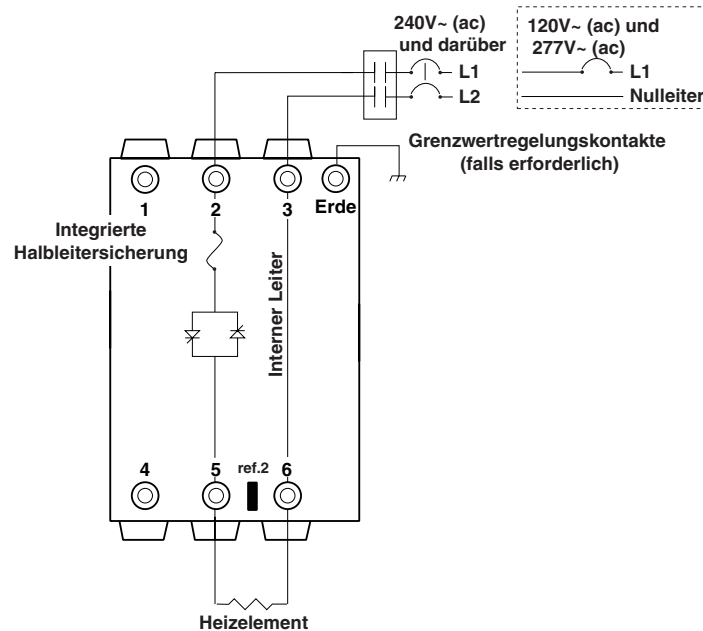 240V~ (ac)
und darüber
L1
L2
120V~ (ac) und
277V~ (ac)
L1
Nulleiter
Grenzwertregelungskontakte
(falls erforderlich)
1
2
3
Erde
Integrierte
Halbleitersicherung
Interner Leiter
4
5
ref.2
6
Heizelement